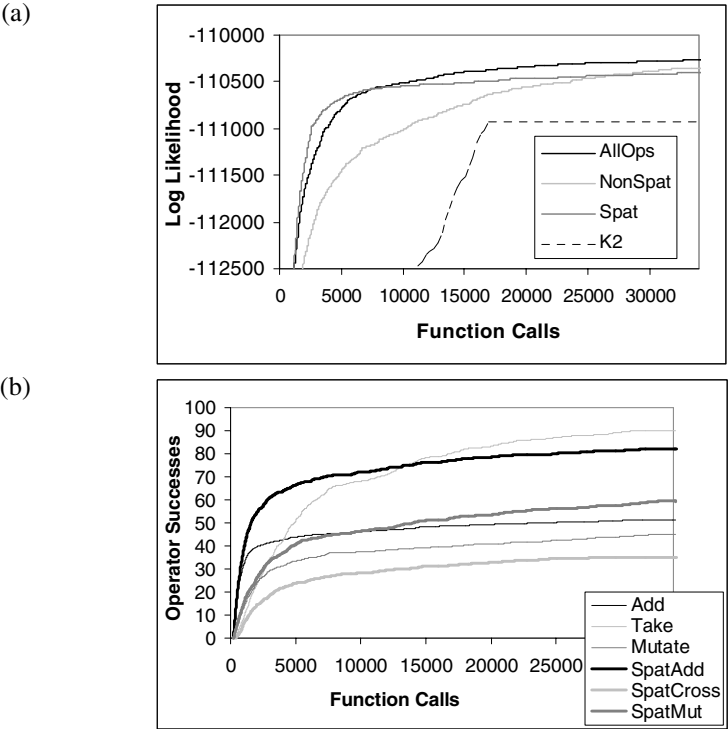 (a)
-110000
-110500
-111000
-111500
-112000
-112500
Log Likelihood
0 5000 10000 15000 20000 25000 30000
Function Calls
AllOps
NonSpat
Spat
K2
(b)
100
90
80
70
60
50
40
30
20
10
0
Operator Successes
0 5000 10000 15000 20000 25000
Function Calls
Add
Take
Mutate
SpatAdd
SpatCross
SpatMut